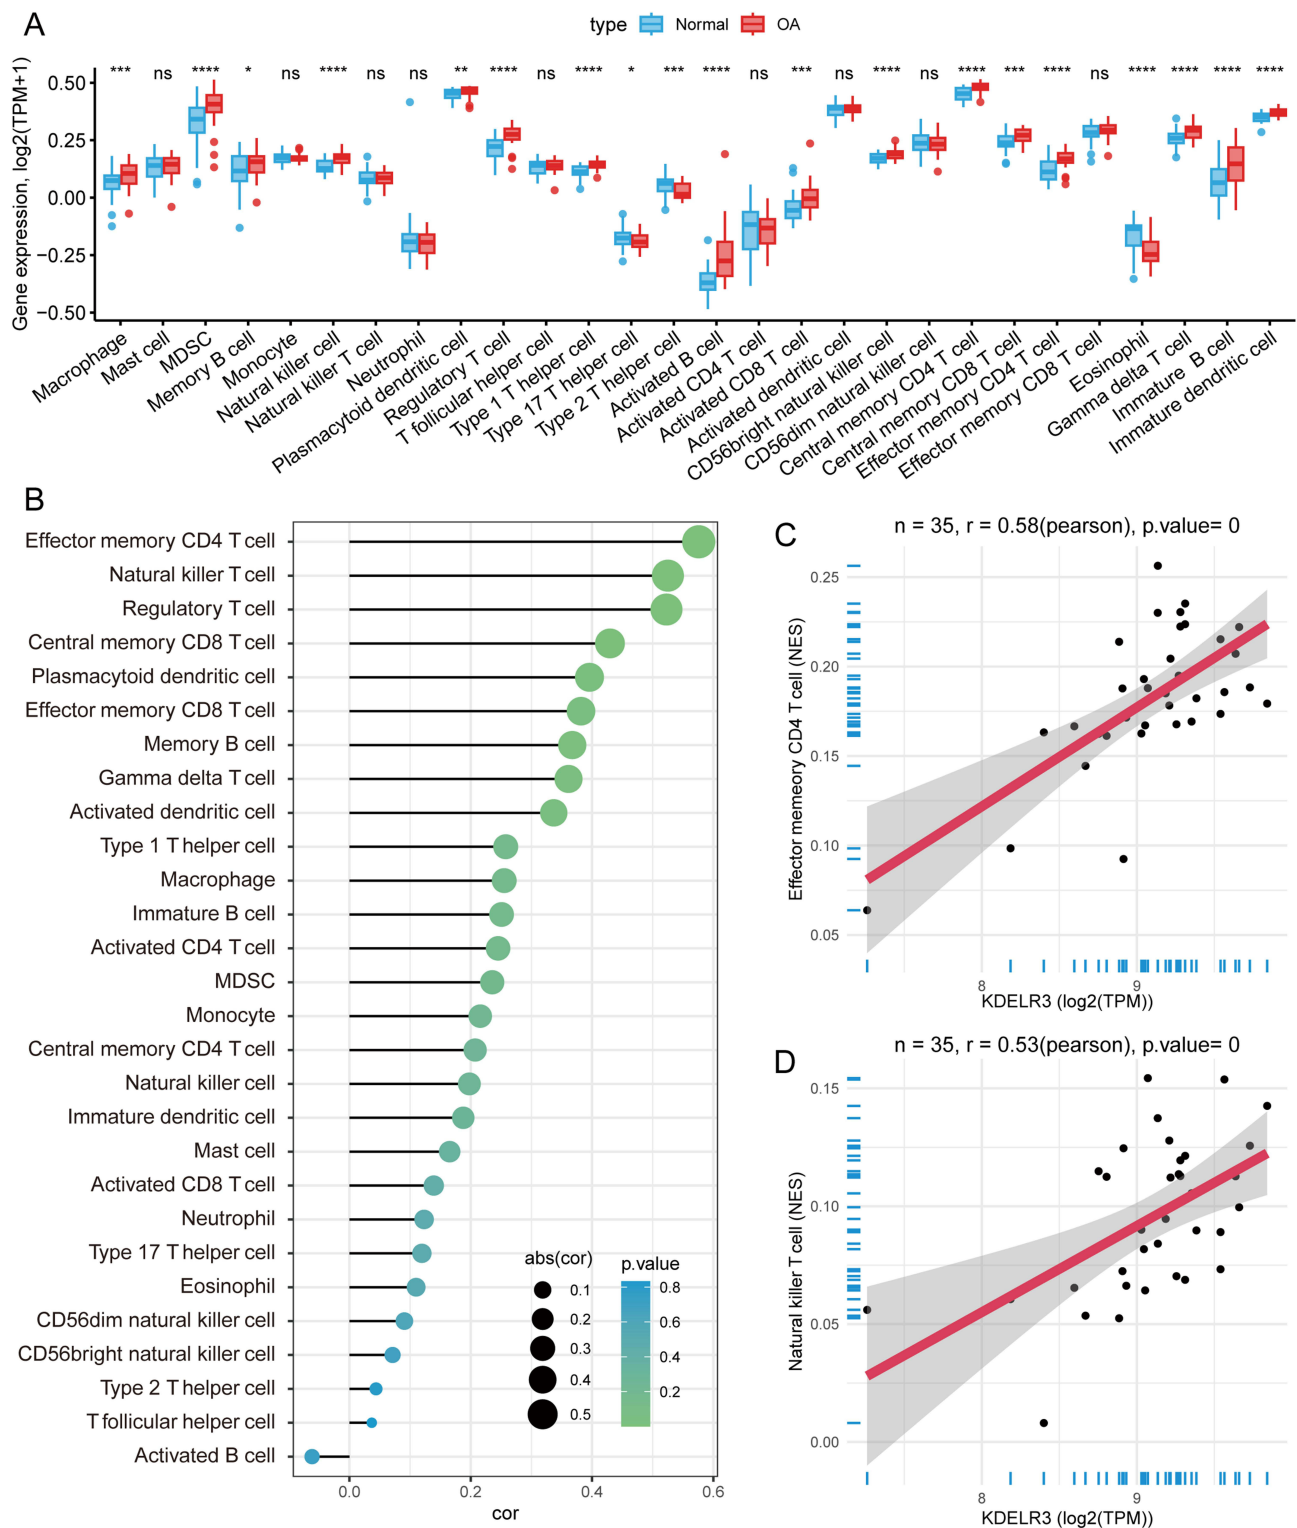 A
type Normal OA
Gene expression, log2(TPM+1)
*** ns **** * ns **** ns ns ** **** ns **** * *** **** ns *** ns **** ns **** *** **** ns **** **** **** ****
0.50
0.25
0.00
−0.25
−0.50
Macrophage
Mast cell
MDSC
Memory B cell
Monocyte
Natural killer cell
Natural killer T cell
Neutrophil
Plasmacytoid dendritic cell
Regulatory T cell
T follicular helper cell
Type 1 T helper cell
Type 17 T helper cell
Type 2 T helper cell
Activated B cell
Activated CD4 T cell
Activated CD8 T cell
Activated dendritic cell
CD56bright natural killer cell
CD56dim natural killer cell
Central memory CD4 T cell
Central memory CD8 T cell
Effector memory CD4 T cell
Effector memory CD8 T cell
Eosinophil
Gamma delta T cell
Immature B cell
Immature dendritic cell
B
Effector memory CD4 T cell
Natural killer T cell
Regulatory T cell
Central memory CD8 T cell
Plasmacytoid dendritic cell
Effector memory CD8 T cell
Memory B cell
Gamma delta T cell
Activated dendritic cell
Type 1 T helper cell
Macrophage
Immature B cell
Activated CD4 T cell
MDSC
Monocyte
Central memory CD4 T cell
Natural killer cell
Immature dendritic cell
Mast cell
Activated CD8 T cell
Neutrophil
Type 17 T helper cell
Eosinophil
CD56dim natural killer cell
CD56bright natural killer cell
Type 2 T helper cell
T follicular helper cell
Activated B cell
abs(cor)
0.1
0.2
0.3
0.4
0.5
p.value
0.8
0.6
0.4
0.2
0.0 0.2 0.4 0.6
cor
C
n = 35, r = 0.58(pearson), p.value= 0
Effector memeory CD4 T cell (NES)
0.25
0.20
0.15
0.10
0.05
8 9
KDELR3 (log2(TPM))
D
n = 35, r = 0.53(pearson), p.value= 0
Natural killer T cell (NES)
0.15
0.10
0.05
0.00
8 9
KDELR3 (log2(TPM))